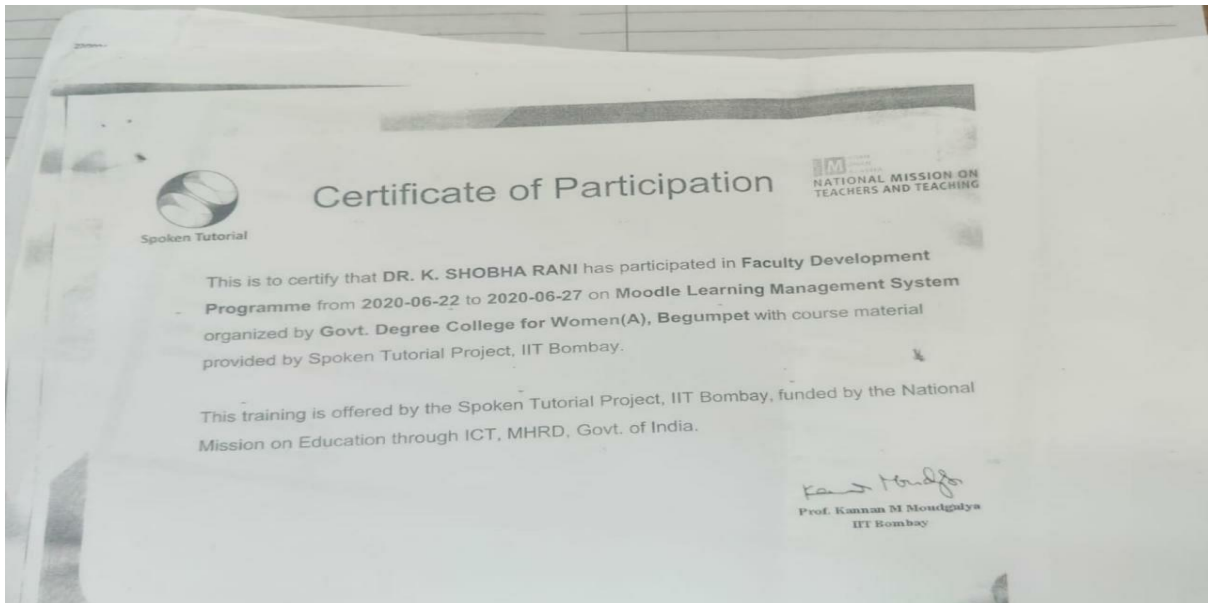 Certificate of Participation
NATIONAL MISSION ON
TEACHERS AND TEACHING
Spoken Tutorial
This is to certify that DR. K. SHOBHA RANI has participated in Faculty Development
Programme from 2020-06-22 to 2020-06-27 on Moodle Learning Management System
organized by Govt. Degree College for Women(A), Begumpet with course material
provided by Spoken Tutorial Project, IIT Bombay.
This training is offered by the Spoken Tutorial Project, IIT Bombay, funded by the National
Mission on Education through ICT, MHRD, Govt. of India.
Prof. Kannan M Moudgalya
IIT Bombay